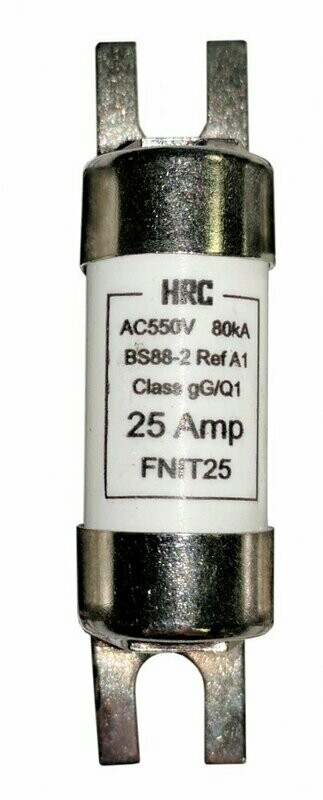 HRC
AC550V 80kA
BS88-2 Ref A1
Class gG/Q1
25 Amp
FNIT25